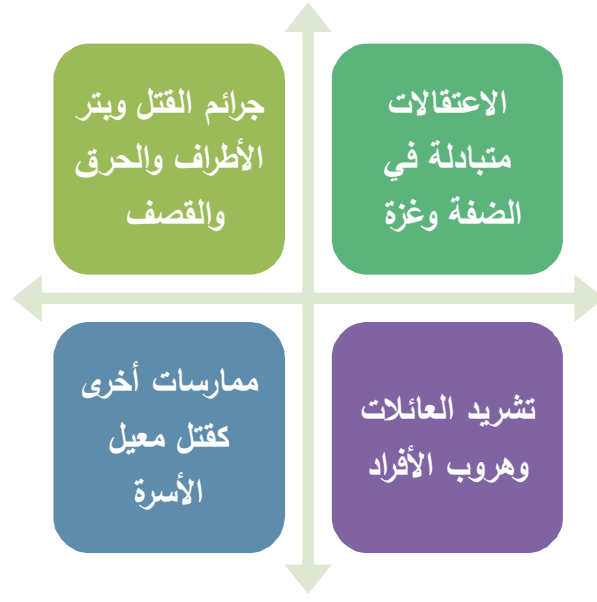 الاعتقالات
متبادلة في
الضفة وغزة
جرائم القتل وبتر
الأطراف والحرق
والقصف
تشريد العائلات
وهروب الأفراد
ممارسات أخرى
كقتل معيل
الأسرة